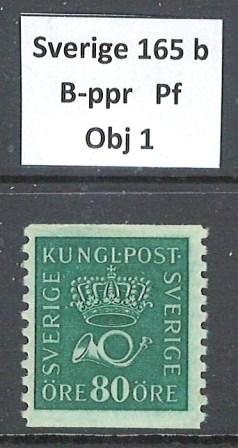 Sverige 165 b
B-ppr Pf
Obj 1
KUNGL·POST·
SVERIGE
SVERIGE
ÖRE 80 ÖRE